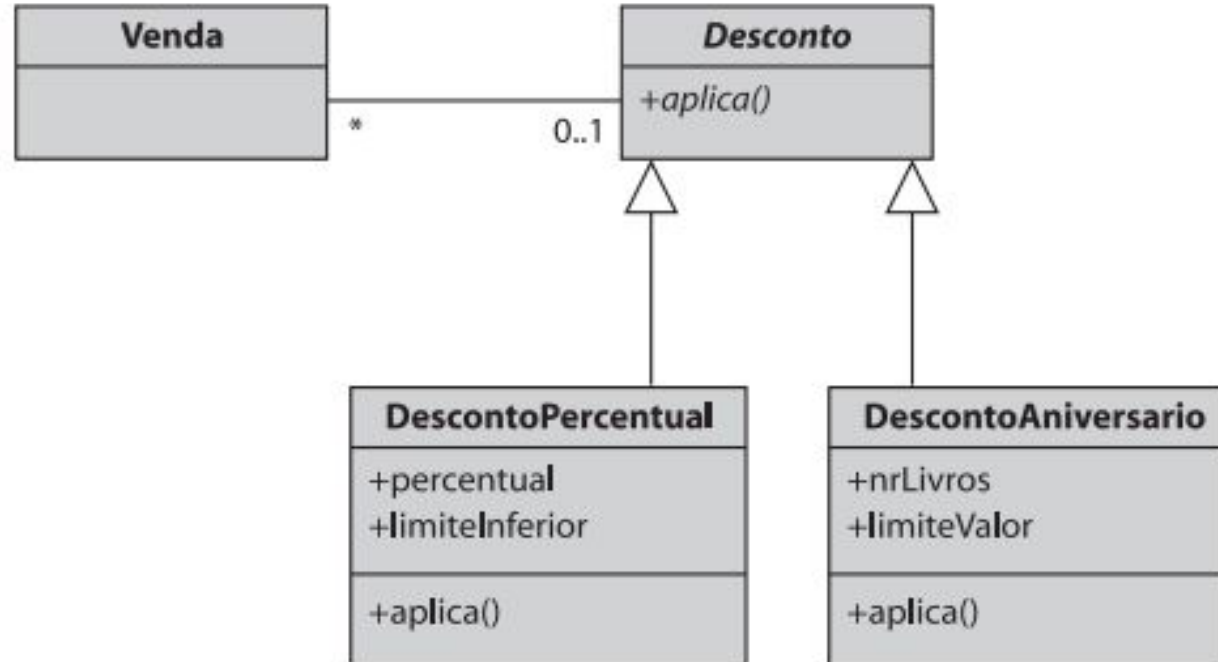 Venda
Desconto
+aplica()
*
0..1
DescontoPercentual
+percentual
+limiteInferior
+aplica()
DescontoAniversario
+nrLivros
+limiteValor
+aplica()